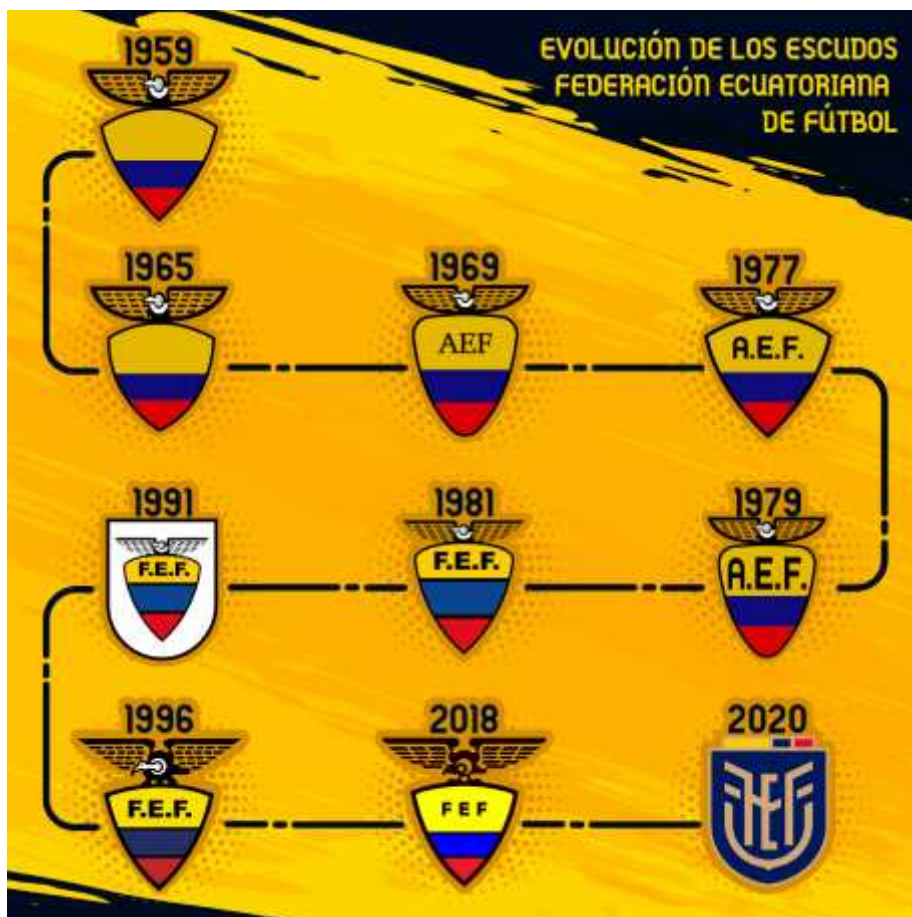 EVOLUCIÓN DE LOS ESCUDOS
FEDERACIÓN ECUATORIANA
DE FÚTBOL
1959
1965
1969
AEF
1977
A.E.F.
1979
A.E.F.
1981
F.E.F.
1991
F.E.F.
1996
F.E.F.
2018
FEF
2020
FEF